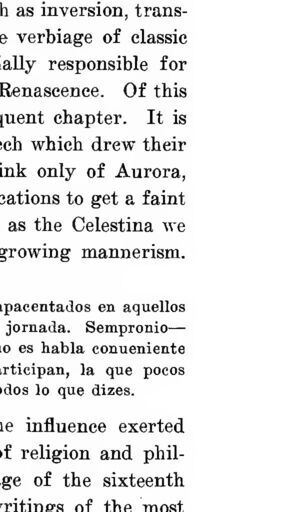 h as inversion, trans-
e verbiage of classic
ially responsible for
Renascence. Of this
quent chapter. It is
ech which drew their
ink only of Aurora,
cations to get a faint
as the Celestina we
growing mannerism.
apacentados en aquellos
jornada. Sempronio—
no es habla conueniente
articipan, la que pocos
odos lo que dizes.
ne influence exerted
of religion and phil-
ge of the sixteenth
writings of the most